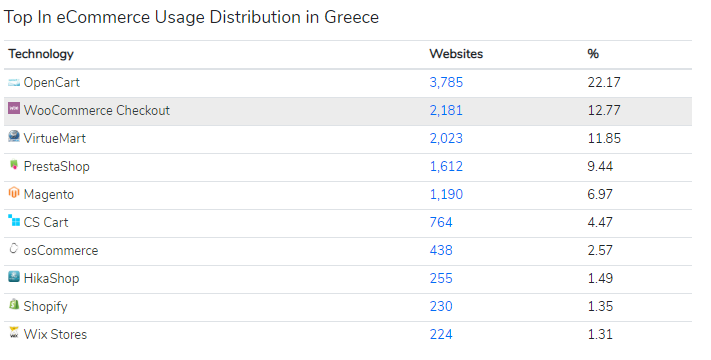 Top In eCommerce Usage Distribution in Greece
Technology Websites %
OpenCart 3,785 22.17
WooCommerce Checkout 2,181 12.77
VirtueMart 2,023 11.85
PrestaShop 1,612 9.44
Magento 1,190 6.97
CS Cart 764 4.47
osCommerce 438 2.57
HikaShop 255 1.49
Shopify 230 1.35
Wix Stores 224 1.31